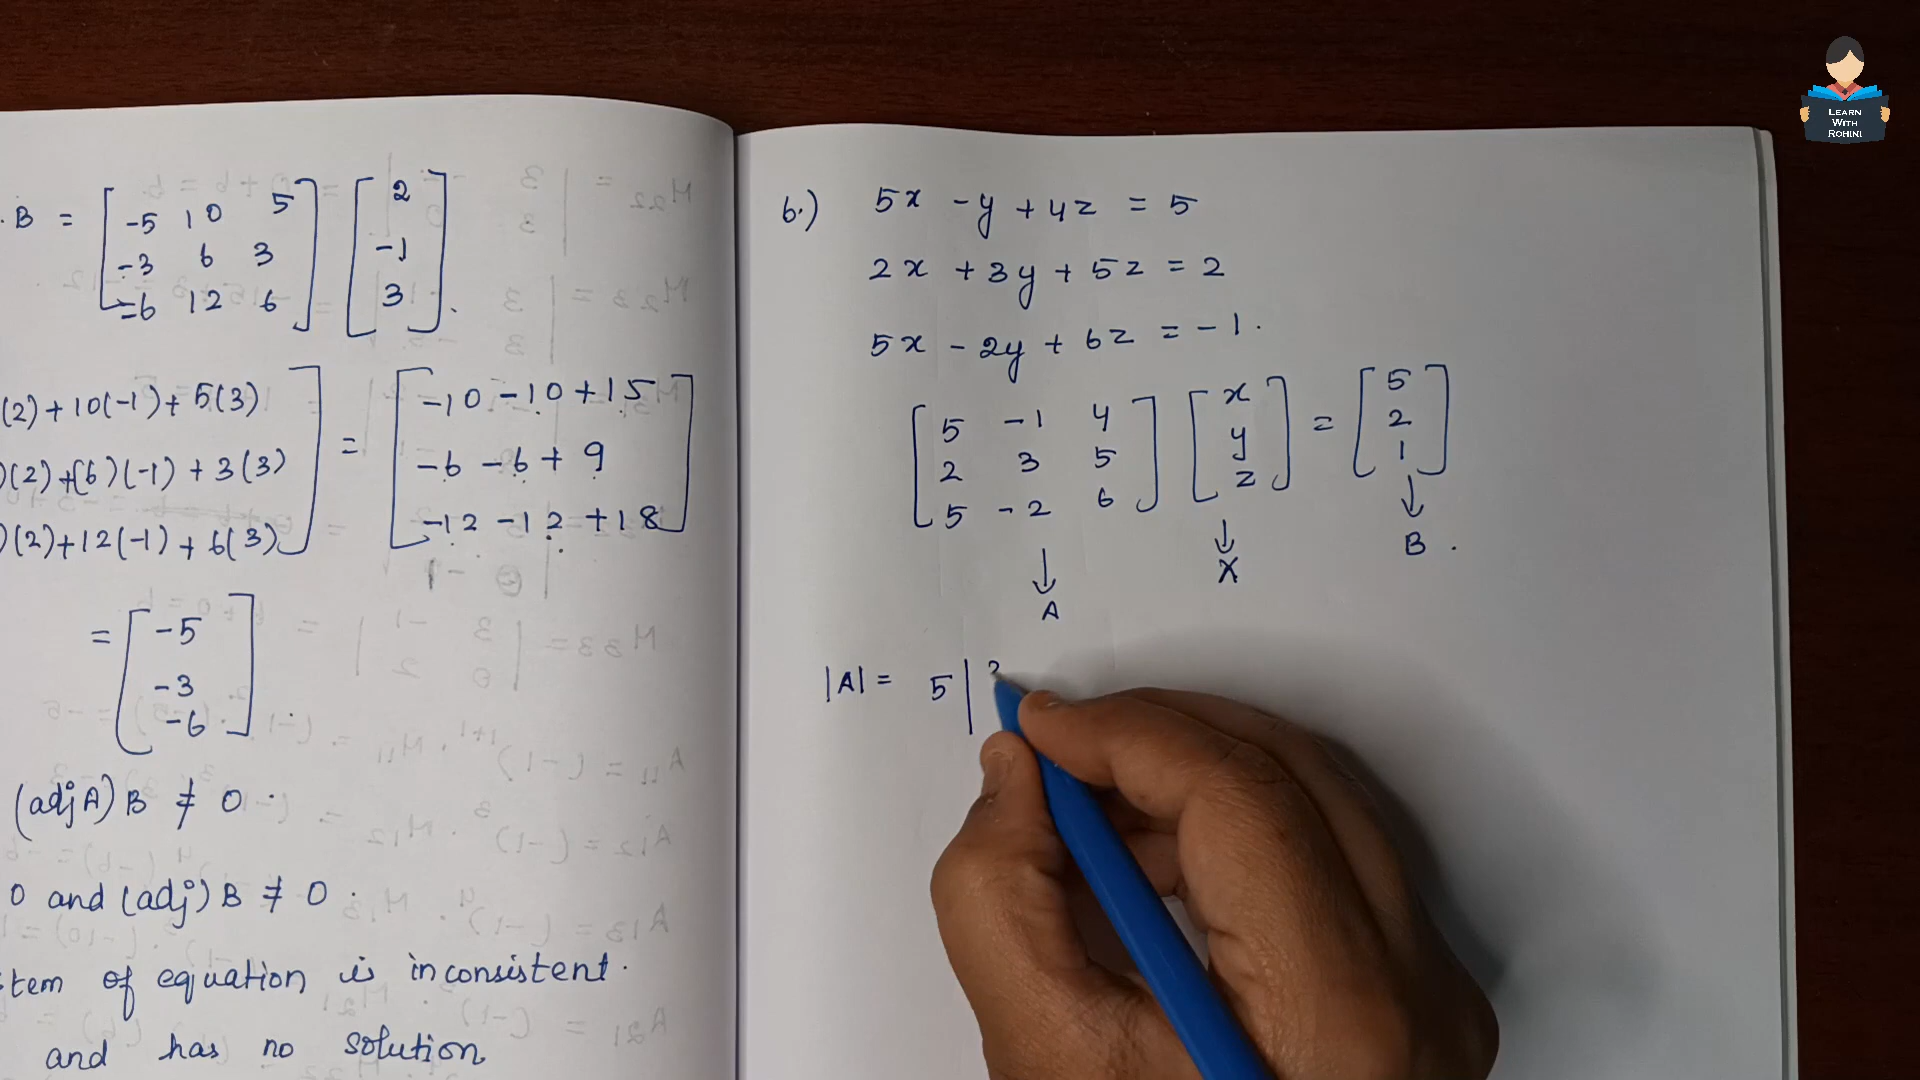 . B = [ -5 10 5 ] [ 2 ]
-3 6 3 -1
-6 12 6 3 .
(2)+10(-1)+5(3) ] = [ -10 -10 +15 ]
)(2)+(6)(-1)+3(3) -6 -6 + 9
)(2)+12(-1)+6(3) -12 -12 +18
= [ -5 ]
-3
-6 .
(adj A) B ≠ 0 .
0 and (adj) B ≠ 0 .
stem of equation is inconsistent .
and has no solution
6.) 5x - y + 4z = 5
2x + 3y + 5z = 2
5x - 2y + 6z = -1 .
[ 5 -1 4 ] [ x ] = [ 5 ]
2 3 5 y 2
5 -2 6 z 1
↓ ↓ ↓
A X B .
|A| = 5 |
LEARN
WITH
ROHINI